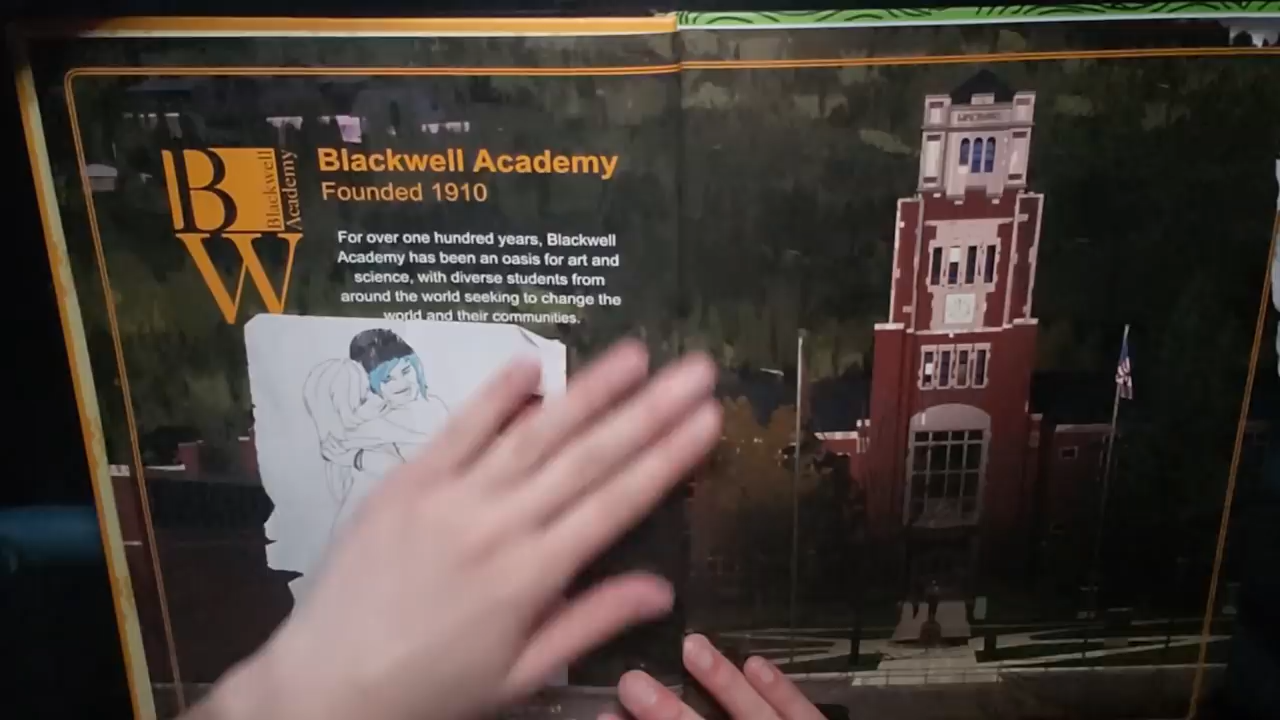 B
W
Blackwell
Academy
Blackwell Academy
Founded 1910
For over one hundred years, Blackwell
Academy has been an oasis for art and
science, with diverse students from
around the world seeking to change the
world and their communities.